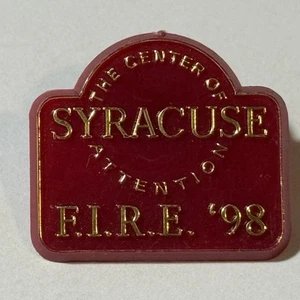 THE CENTER OF
SYRACUSE
ATTENTION
F.I.R.E. '98